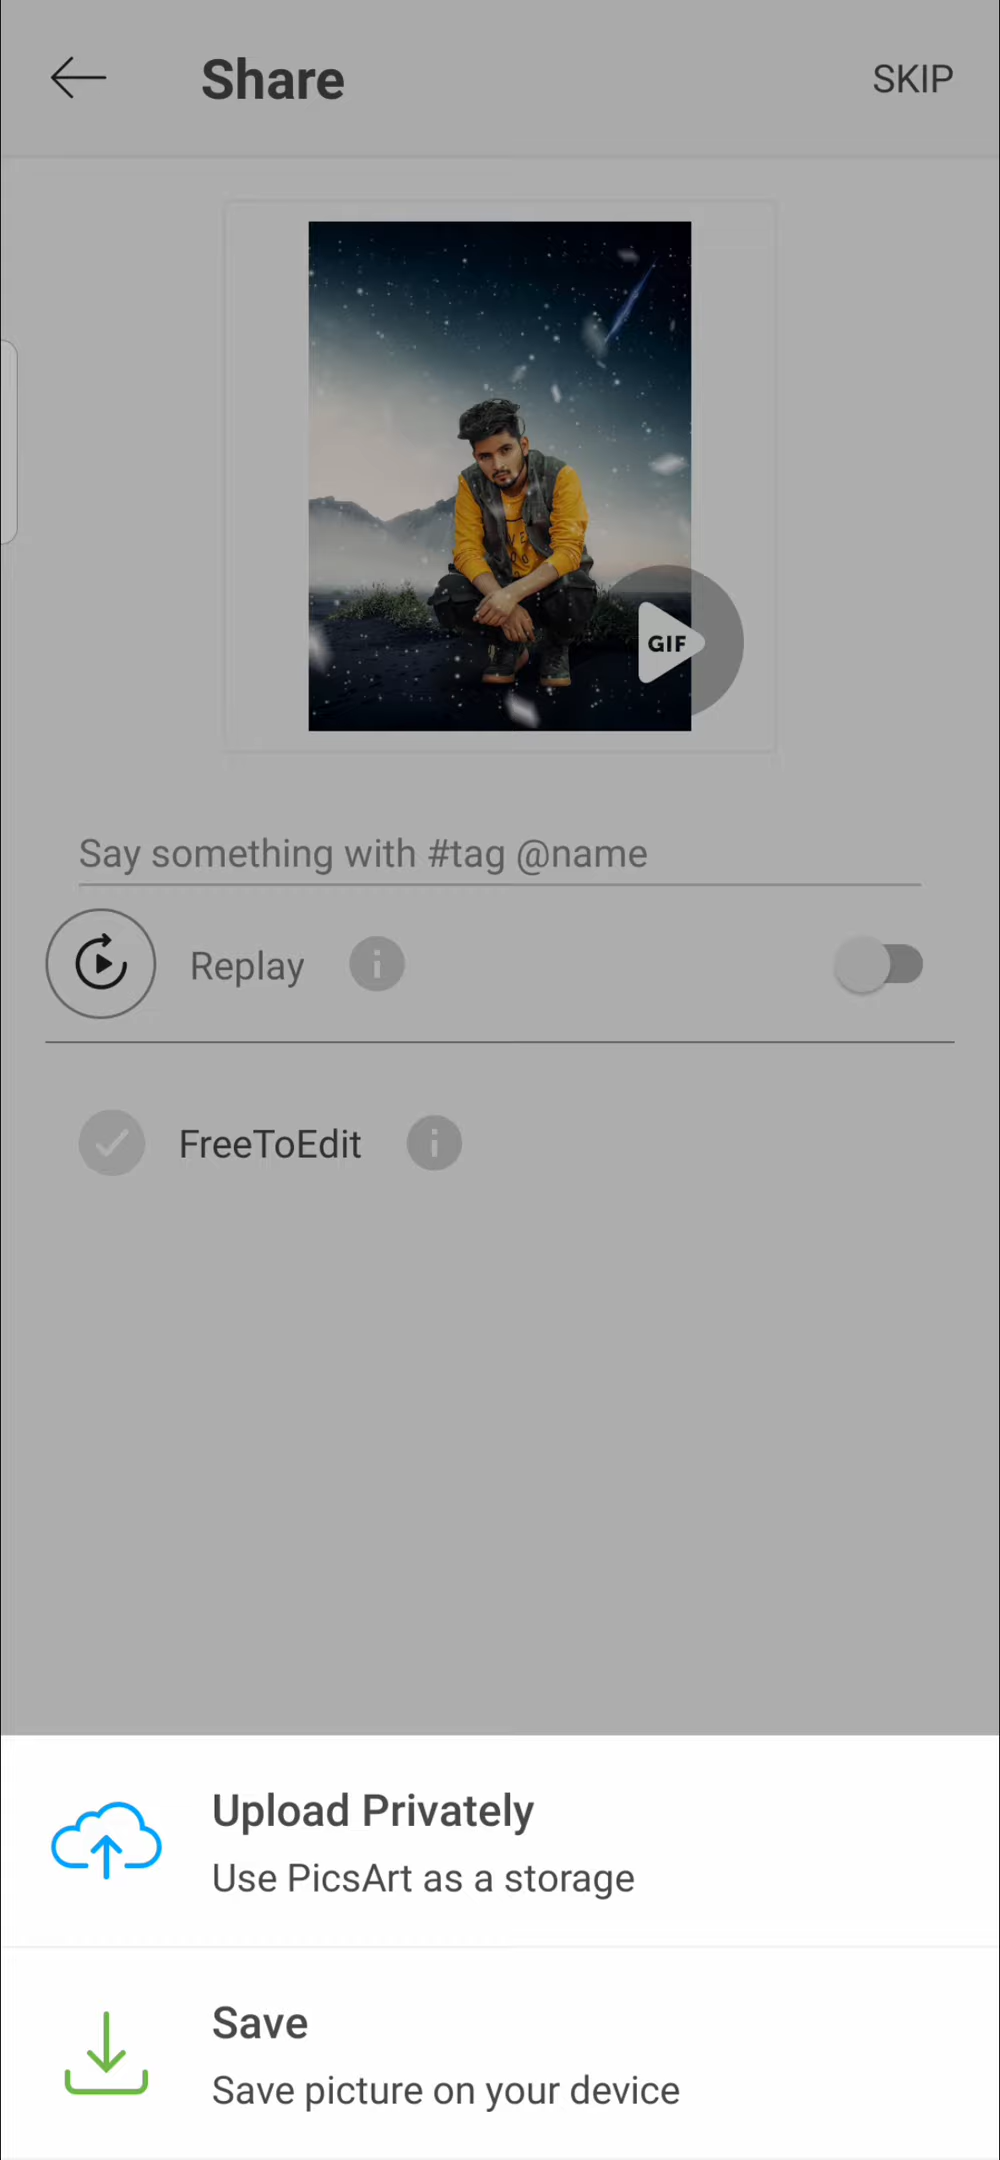 Share
SKIP
GIF
Say something with #tag @name
Replay
FreeToEdit
Upload Privately
Use PicsArt as a storage
Save
Save picture on your device